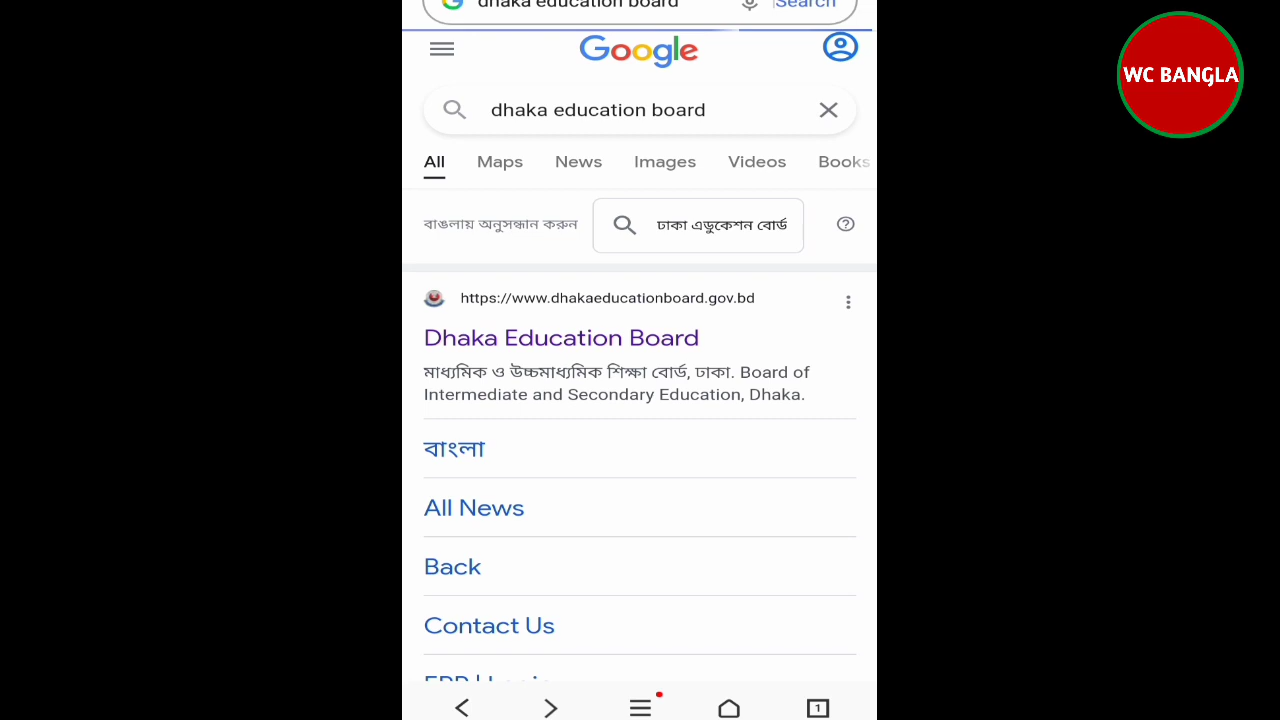 dhaka education board Search
WC BANGLA
Google
dhaka education board
All Maps News Images Videos Books
বাঙলায় অনুসন্ধান করুন ঢাকা এডুকেশন বোর্ড
https://www.dhakaeducationboard.gov.bd
Dhaka Education Board
মাধ্যমিক ও উচ্চমাধ্যমিক শিক্ষা বোর্ড, ঢাকা. Board of
Intermediate and Secondary Education, Dhaka.
বাংলা
All News
Back
Contact Us
1